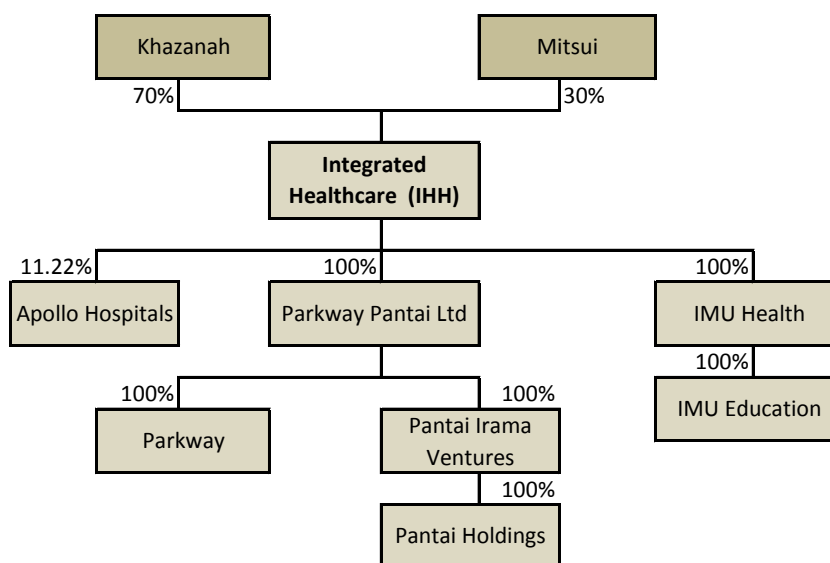 Khazanah
Mitsui
70%
30%
Integrated
Healthcare (IHH)
11.22%
100%
100%
Apollo Hospitals
Parkway Pantai Ltd
IMU Health
100%
100%
100%
IMU Education
Parkway
Pantai Irama
Ventures
100%
Pantai Holdings